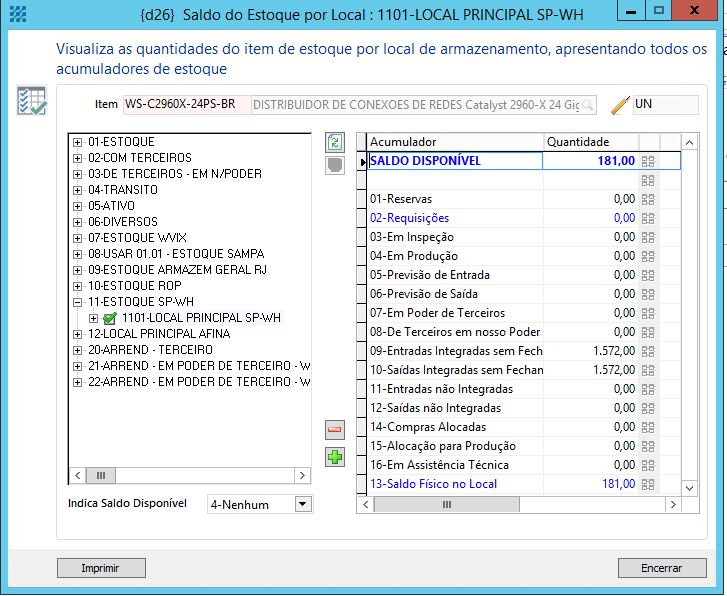 {d26} Saldo do Estoque por Local : 1101-LOCAL PRINCIPAL SP-WH
Visualiza as quantidades do item de estoque por local de armazenamento, apresentando todos os
acumuladores de estoque
Item WS-C2960X-24PS-BR DISTRIBUIDOR DE CONEXOES DE REDES Catalyst 2960-X 24 Gig UN
01-ESTOQUE
02-COM TERCEIROS
03-DE TERCEIROS - EM N/PODER
04-TRANSITO
05-ATIVO
06-DIVERSOS
07-ESTOQUE WVIX
08-USAR 01.01 - ESTOQUE SAMPA
09-ESTOQUE ARMAZEM GERAL RJ
10-ESTOQUE ROP
11-ESTOQUE SP-WH
1101-LOCAL PRINCIPAL SP-WH
12-LOCAL PRINCIPAL AFINA
20-ARREND - TERCEIRO
21-ARREND - EM PODER DE TERCEIRO - W
22-ARREND - EM PODER DE TERCEIRO - W
Indica Saldo Disponível 4-Nenhum
Acumulador Quantidade
SALDO DISPONÍVEL 181,00
01-Reservas 0,00
02-Requisições 0,00
03-Em Inspeção 0,00
04-Em Produção 0,00
05-Previsão de Entrada 0,00
06-Previsão de Saída 0,00
07-Em Poder de Terceiros 0,00
08-De Terceiros em nosso Poder 0,00
09-Entradas Integradas sem Fech 1.572,00
10-Saídas Integradas sem Fechan 1.572,00
11-Entradas não Integradas 0,00
12-Saídas não Integradas 0,00
14-Compras Alocadas 0,00
15-Alocação para Produção 0,00
16-Em Assistência Técnica 0,00
13-Saldo Físico no Local 181,00
Imprimir Encerrar